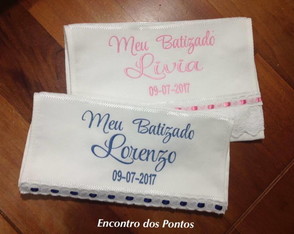 Meu Batizado
Livia
09-07-2017
Meu Batizado
Lorenzo
09-07-2017
Encontro dos Pontos